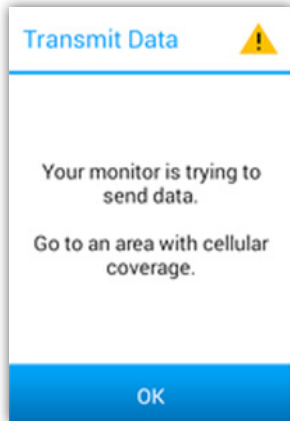 Transmit Data
Your monitor is trying to
send data.
Go to an area with cellular
coverage.
OK